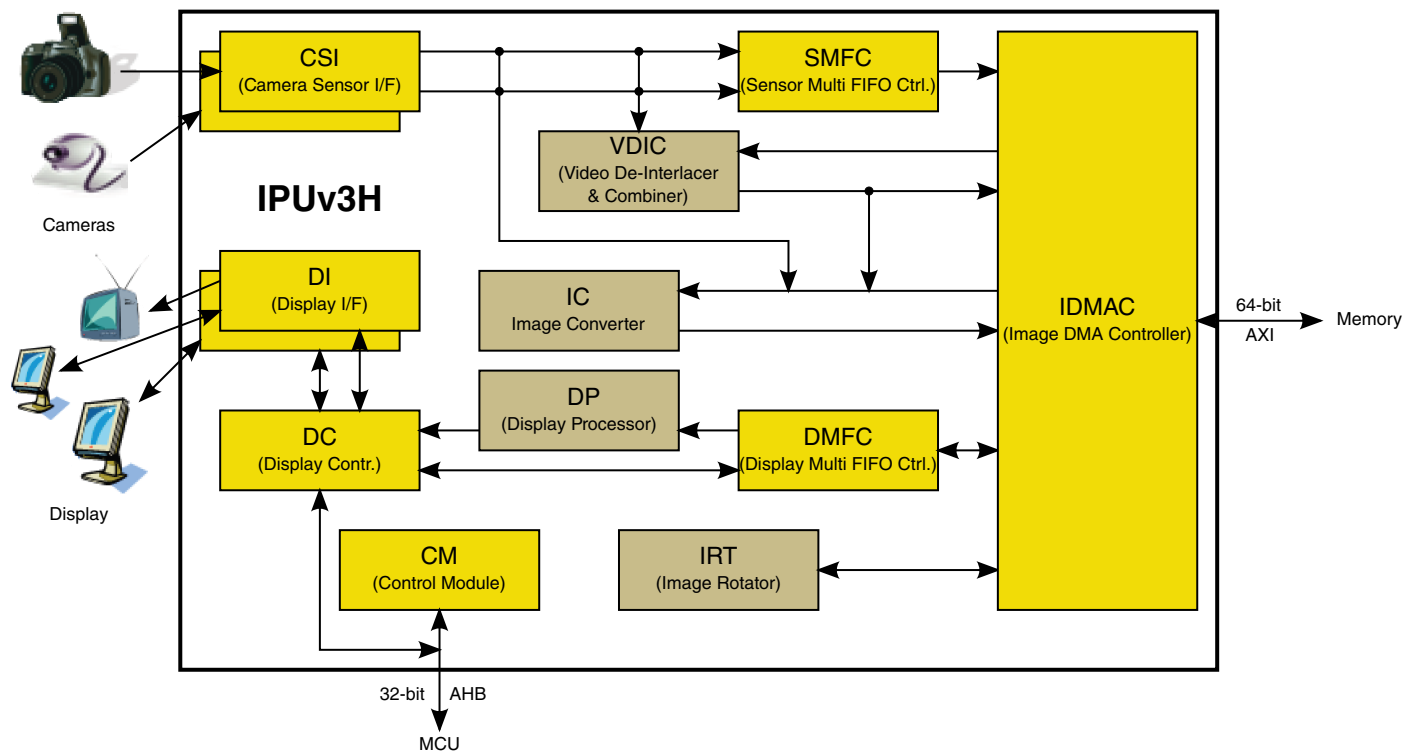 CSI
(Camera Sensor I/F)
SMFC
(Sensor Multi FIFO Ctrl.)
VDIC
(Video De-Interlacer
& Combiner)
IPUv3H
Cameras
DI
(Display I/F)
IC
Image Converter
IDMAC
(Image DMA Controller)
64-bit
AXI
Memory
DP
(Display Processor)
DC
(Display Contr.)
DMFC
(Display Multi FIFO Ctrl.)
Display
CM
(Control Module)
IRT
(Image Rotator)
32-bit
AHB
MCU